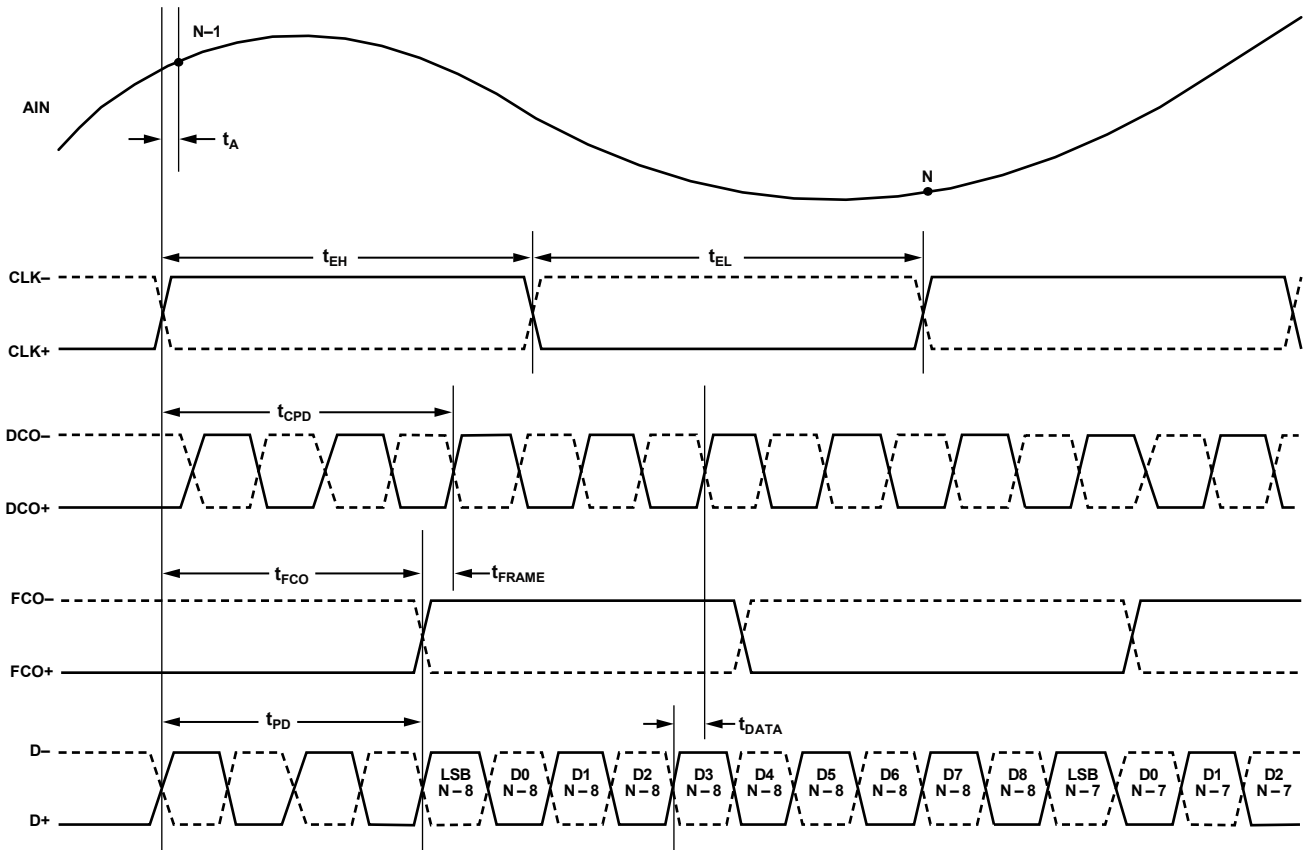 N–1
AIN
tA
N
tEH
tEL
CLK–
CLK+
tCPD
DCO–
DCO+
tFCO
tFRAME
FCO–
FCO+
tPD
tDATA
D–
D+
LSB D0 D1 D2 D3 D4 D5 D6 D7 D8 LSB D0 D1 D2
N – 8 N – 8 N – 8 N – 8 N – 8 N – 8 N – 8 N – 8 N – 8 N – 8 N – 7 N – 7 N – 7 N – 7